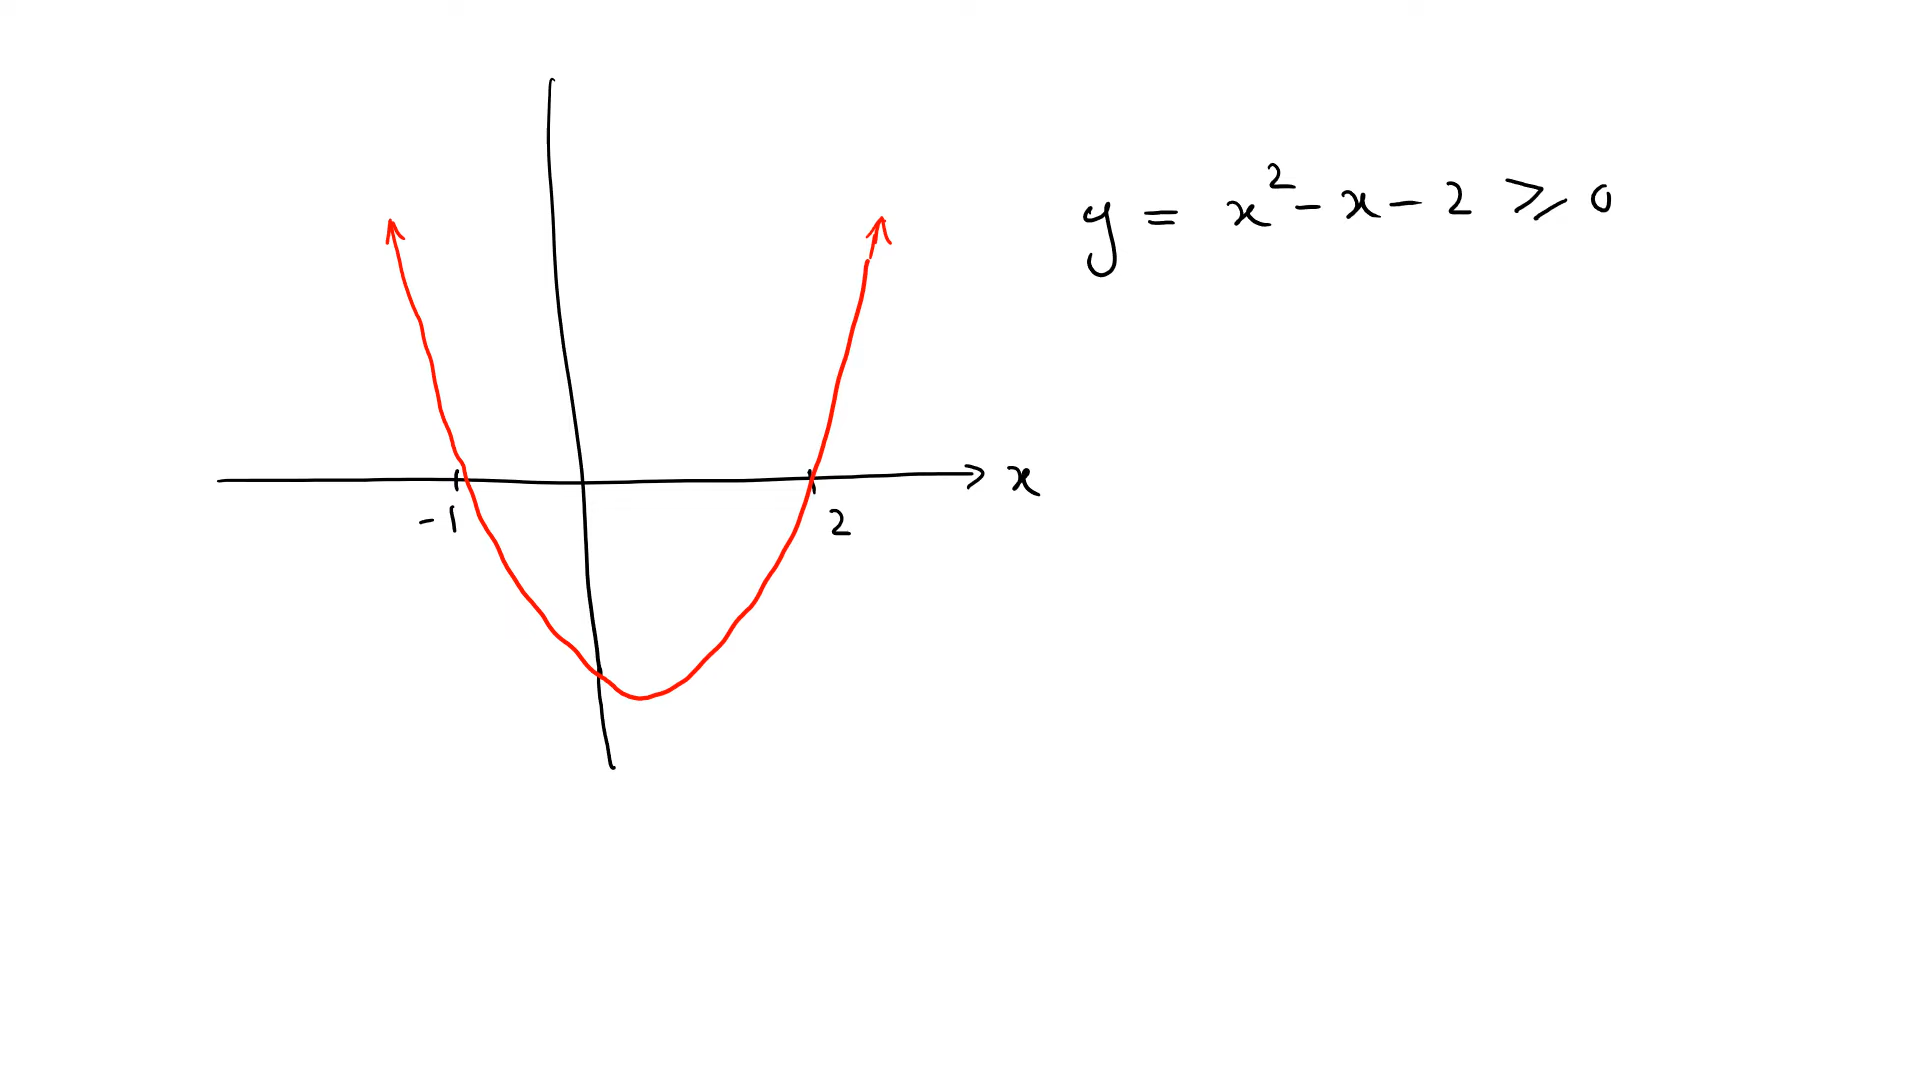 y = x² - x - 2 ⩾ 0
x
-1
2